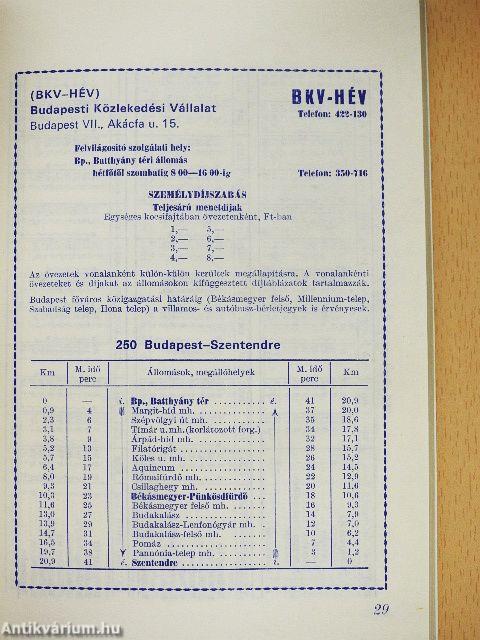 (BKV–HÉV)
Budapesti Közlekedési Vállalat
Budapest VII., Akácfa u. 15.
BKV-HÉV
Telefon: 422-130
Felvilágosító szolgálati hely:
Bp., Batthyány téri állomás
hétfőtől szombatig 8 00—16 00-ig Telefon: 350-716
SZEMÉLYDÍJSZABÁS
Teljesárú menetdíjak
Egységes kocsifajtában övezetenként, Ft-ban
1,— 5,—
2,— 6,—
3,— 7,—
4,— 8,—
Az övezetek vonalanként külön-külön kerültek megállapításra. A vonalankénti
övezeteket és díjakat az állomásokon kifüggesztett díjtáblázatok tartalmazzák.
Budapest főváros közigazgatási határáig (Békásmegyer felső, Millennium-telep,
Szabadság telep, Ilona telep) a villamos- és autóbusz-bérletjegyek is érvényesek.
250 Budapest–Szentendre
Km M. idő perc Állomások, megállóhelyek M. idő perc Km
0 — i. Bp., Batthyány tér ........... é. 41 20,9
0,9 4 Margit-híd mh. ............. 37 20,0
2,3 6 Szépvölgyi út mh. ........... 35 18,6
3,1 7 Tímár u. mh. (korlátozott forg.) 34 17,8
3,8 9 Árpád-híd mh. .............. 32 17,1
5,2 13 Filatorigát ................. 28 15,7
5,7 15 Köles u. mh. ................ 26 15,2
6,4 17 Aquincum .................. 24 14,5
8,0 19 Rómaifürdő mh. ............. 22 12,9
9,3 21 Csillaghegy mh. ............. 20 11,6
10,3 23 Békásmegyer-Pünkösdfürdő ... 18 10,6
11,6 25 Békásmegyer felső mh. ....... 16 9,3
13,0 27 Budakalász ................. 14 7,9
13,9 29 Budakalász-Lenfonógyár mh. . 12 7,0
14,7 31 Budakalász-felső mh. ........ 10 6,2
16,5 34 Pomáz ..................... 7 4,4
19,7 38 Pannónia-telep mh. .......... 3 1,2
20,9 41 é. Szentendre ............... i. — 0
29
Antikvárium.hu